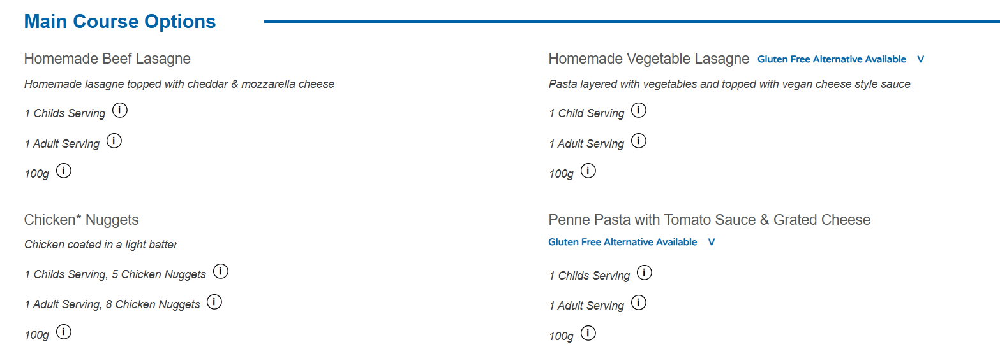 Main Course Options
Homemade Beef Lasagne
Homemade lasagne topped with cheddar & mozzarella cheese
1 Childs Serving i
1 Adult Serving i
100g i
Homemade Vegetable Lasagne Gluten Free Alternative Available V
Pasta layered with vegetables and topped with vegan cheese style sauce
1 Child Serving i
1 Adult Serving i
100g i
Chicken* Nuggets
Chicken coated in a light batter
1 Childs Serving, 5 Chicken Nuggets i
1 Adult Serving, 8 Chicken Nuggets i
100g i
Penne Pasta with Tomato Sauce & Grated Cheese
Gluten Free Alternative Available V
1 Childs Serving i
1 Adult Serving i
100g i